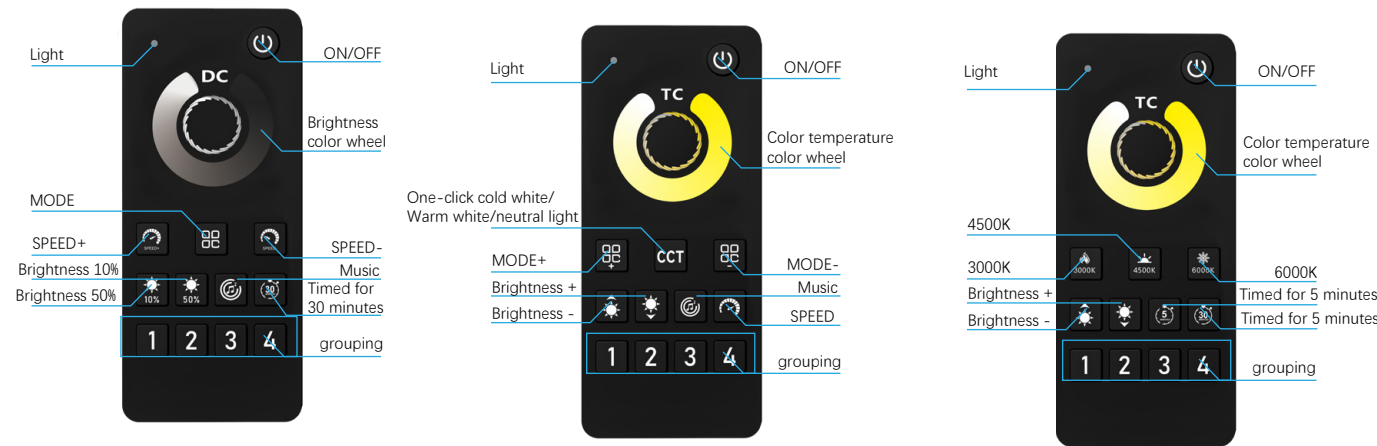 Light
ON/OFF
DC
Brightness
color wheel
MODE
SPEED+
SPEED-
SPEED+
SPEED-
Brightness 10%
Music
Brightness 50%
Timed for
30 minutes
10%
50%
30
1 2 3 4
grouping
Light
ON/OFF
TC
Color temperature
color wheel
One-click cold white/
Warm white/neutral light
CCT
MODE+
MODE-
Brightness +
Music
Brightness -
SPEED
1 2 3 4
grouping
Light
ON/OFF
TC
Color temperature
color wheel
4500K
3000K
4500K
6000K
3000K
6000K
Brightness +
Timed for 5 minutes
Brightness -
Timed for 5 minutes
5
30
1 2 3 4
grouping